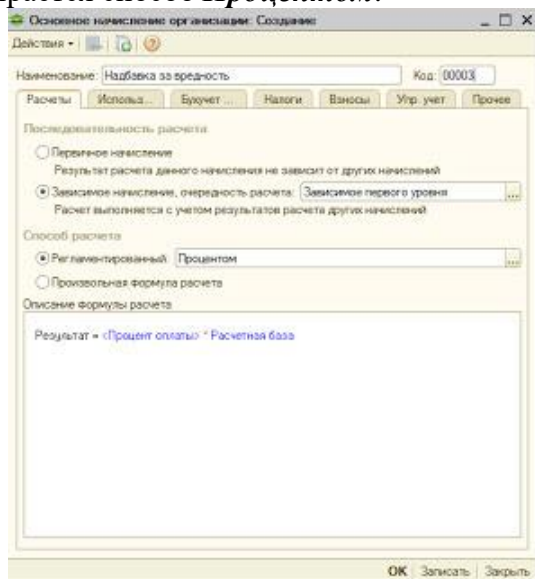 Процентом.
Основное начисление организации: Создание
Действия
Наименование: Надбавка за вредность Код: 00003
Расчеты Использ... Бухучет ... Налоги Взносы Упр. учет Прочее
Последовательность расчета
Первичное начисление
Результат расчета данного начисления не зависит от других начислений
Зависимое начисление, очередность расчета: Зависимое первого уровня ...
Расчет выполняется с учетом результатов расчета других начислений
Способ расчета
Регламентированный Процентом ...
Произвольная формула расчета
Описание формулы расчета
Результат = <Процент оплаты> * Расчетная база
OK Записать Закрыть